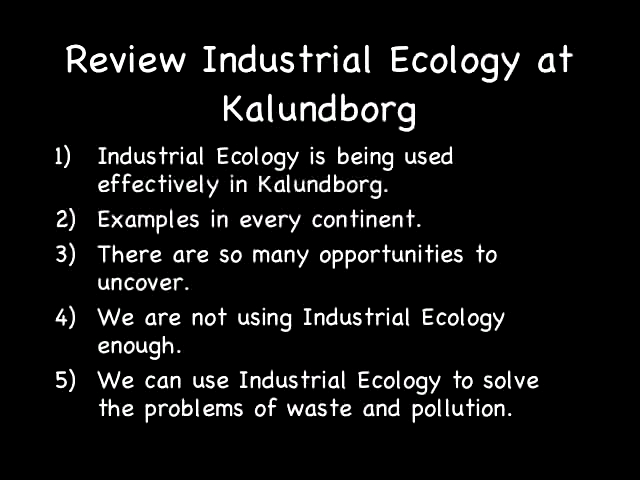 Review Industrial Ecology at
Kalundborg
1) Industrial Ecology is being used
effectively in Kalundborg.
2) Examples in every continent.
3) There are so many opportunities to
uncover.
4) We are not using Industrial Ecology
enough.
5) We can use Industrial Ecology to solve
the problems of waste and pollution.